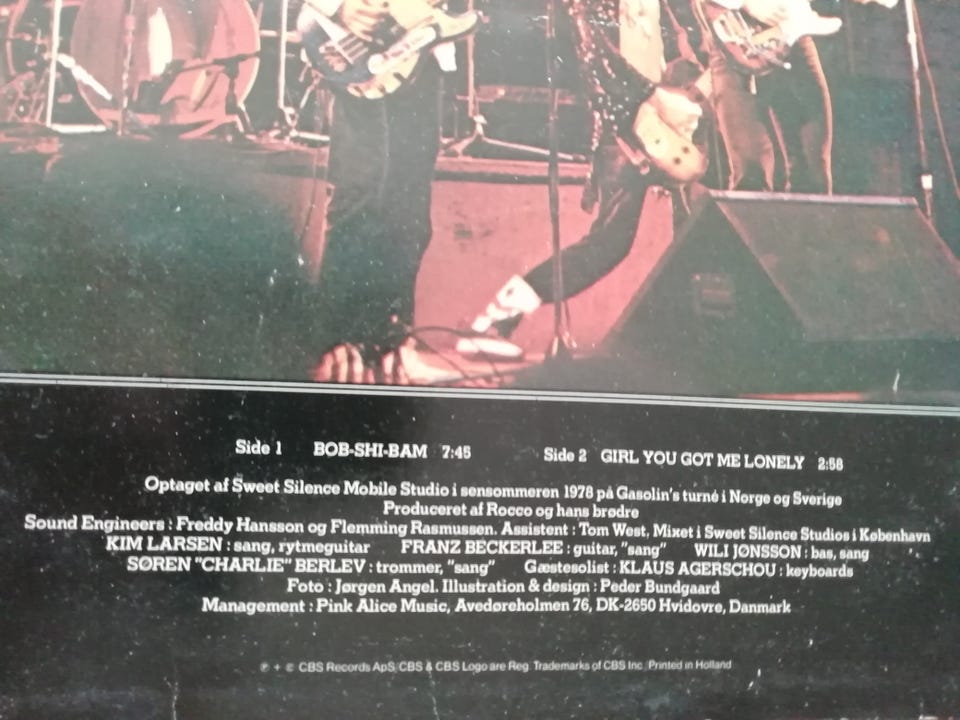 Side 1 BOB-SHI-BAM 7:45 Side 2 GIRL YOU GOT ME LONELY 2:58
Optaget af Sweet Silence Mobile Studio i sensommeren 1978 på Gasolin's turné i Norge og Sverige
Produceret af Rocco og hans brødre
Sound Engineers : Freddy Hansson og Flemming Rasmussen. Assistent : Tom West, Mixet i Sweet Silence Studios i København
KIM LARSEN : sang, rytmeguitar FRANZ BECKERLEE : guitar, "sang" WILI JONSSON : bas, sang
SØREN "CHARLIE" BERLEV : trommer, "sang" Gæstesolist : KLAUS AGERSCHOU : keyboards
Foto : Jørgen Angel. Illustration & design : Peder Bundgaard
Management : Pink Alice Music, Avedøreholmen 76, DK-2650 Hvidovre, Danmark
℗ + © CBS Records ApS CBS & CBS Logo are Reg. Trademarks of CBS Inc. Printed in Holland